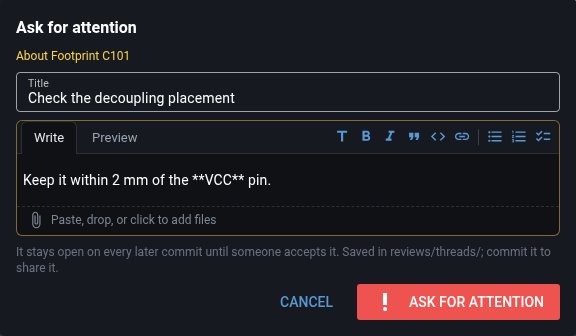 Ask for attention
About Footprint C101
Title
Check the decoupling placement
Write Preview
Keep it within 2 mm of the **VCC** pin.
Paste, drop, or click to add files
It stays open on every later commit until someone accepts it. Saved in reviews/threads/; commit it to
share it.
CANCEL ASK FOR ATTENTION